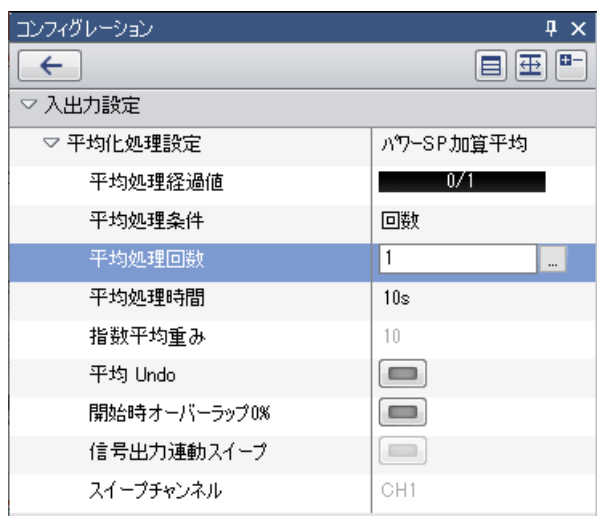 コンフィグレーション
入出力設定
平均化処理設定 パワーSP加算平均
平均処理経過値 0/1
平均処理条件 回数
平均処理回数 1 ...
平均処理時間 10s
指数平均重み 10
平均 Undo
開始時オーバーラップ0%
信号出力連動スイープ
スイープチャンネル CH1